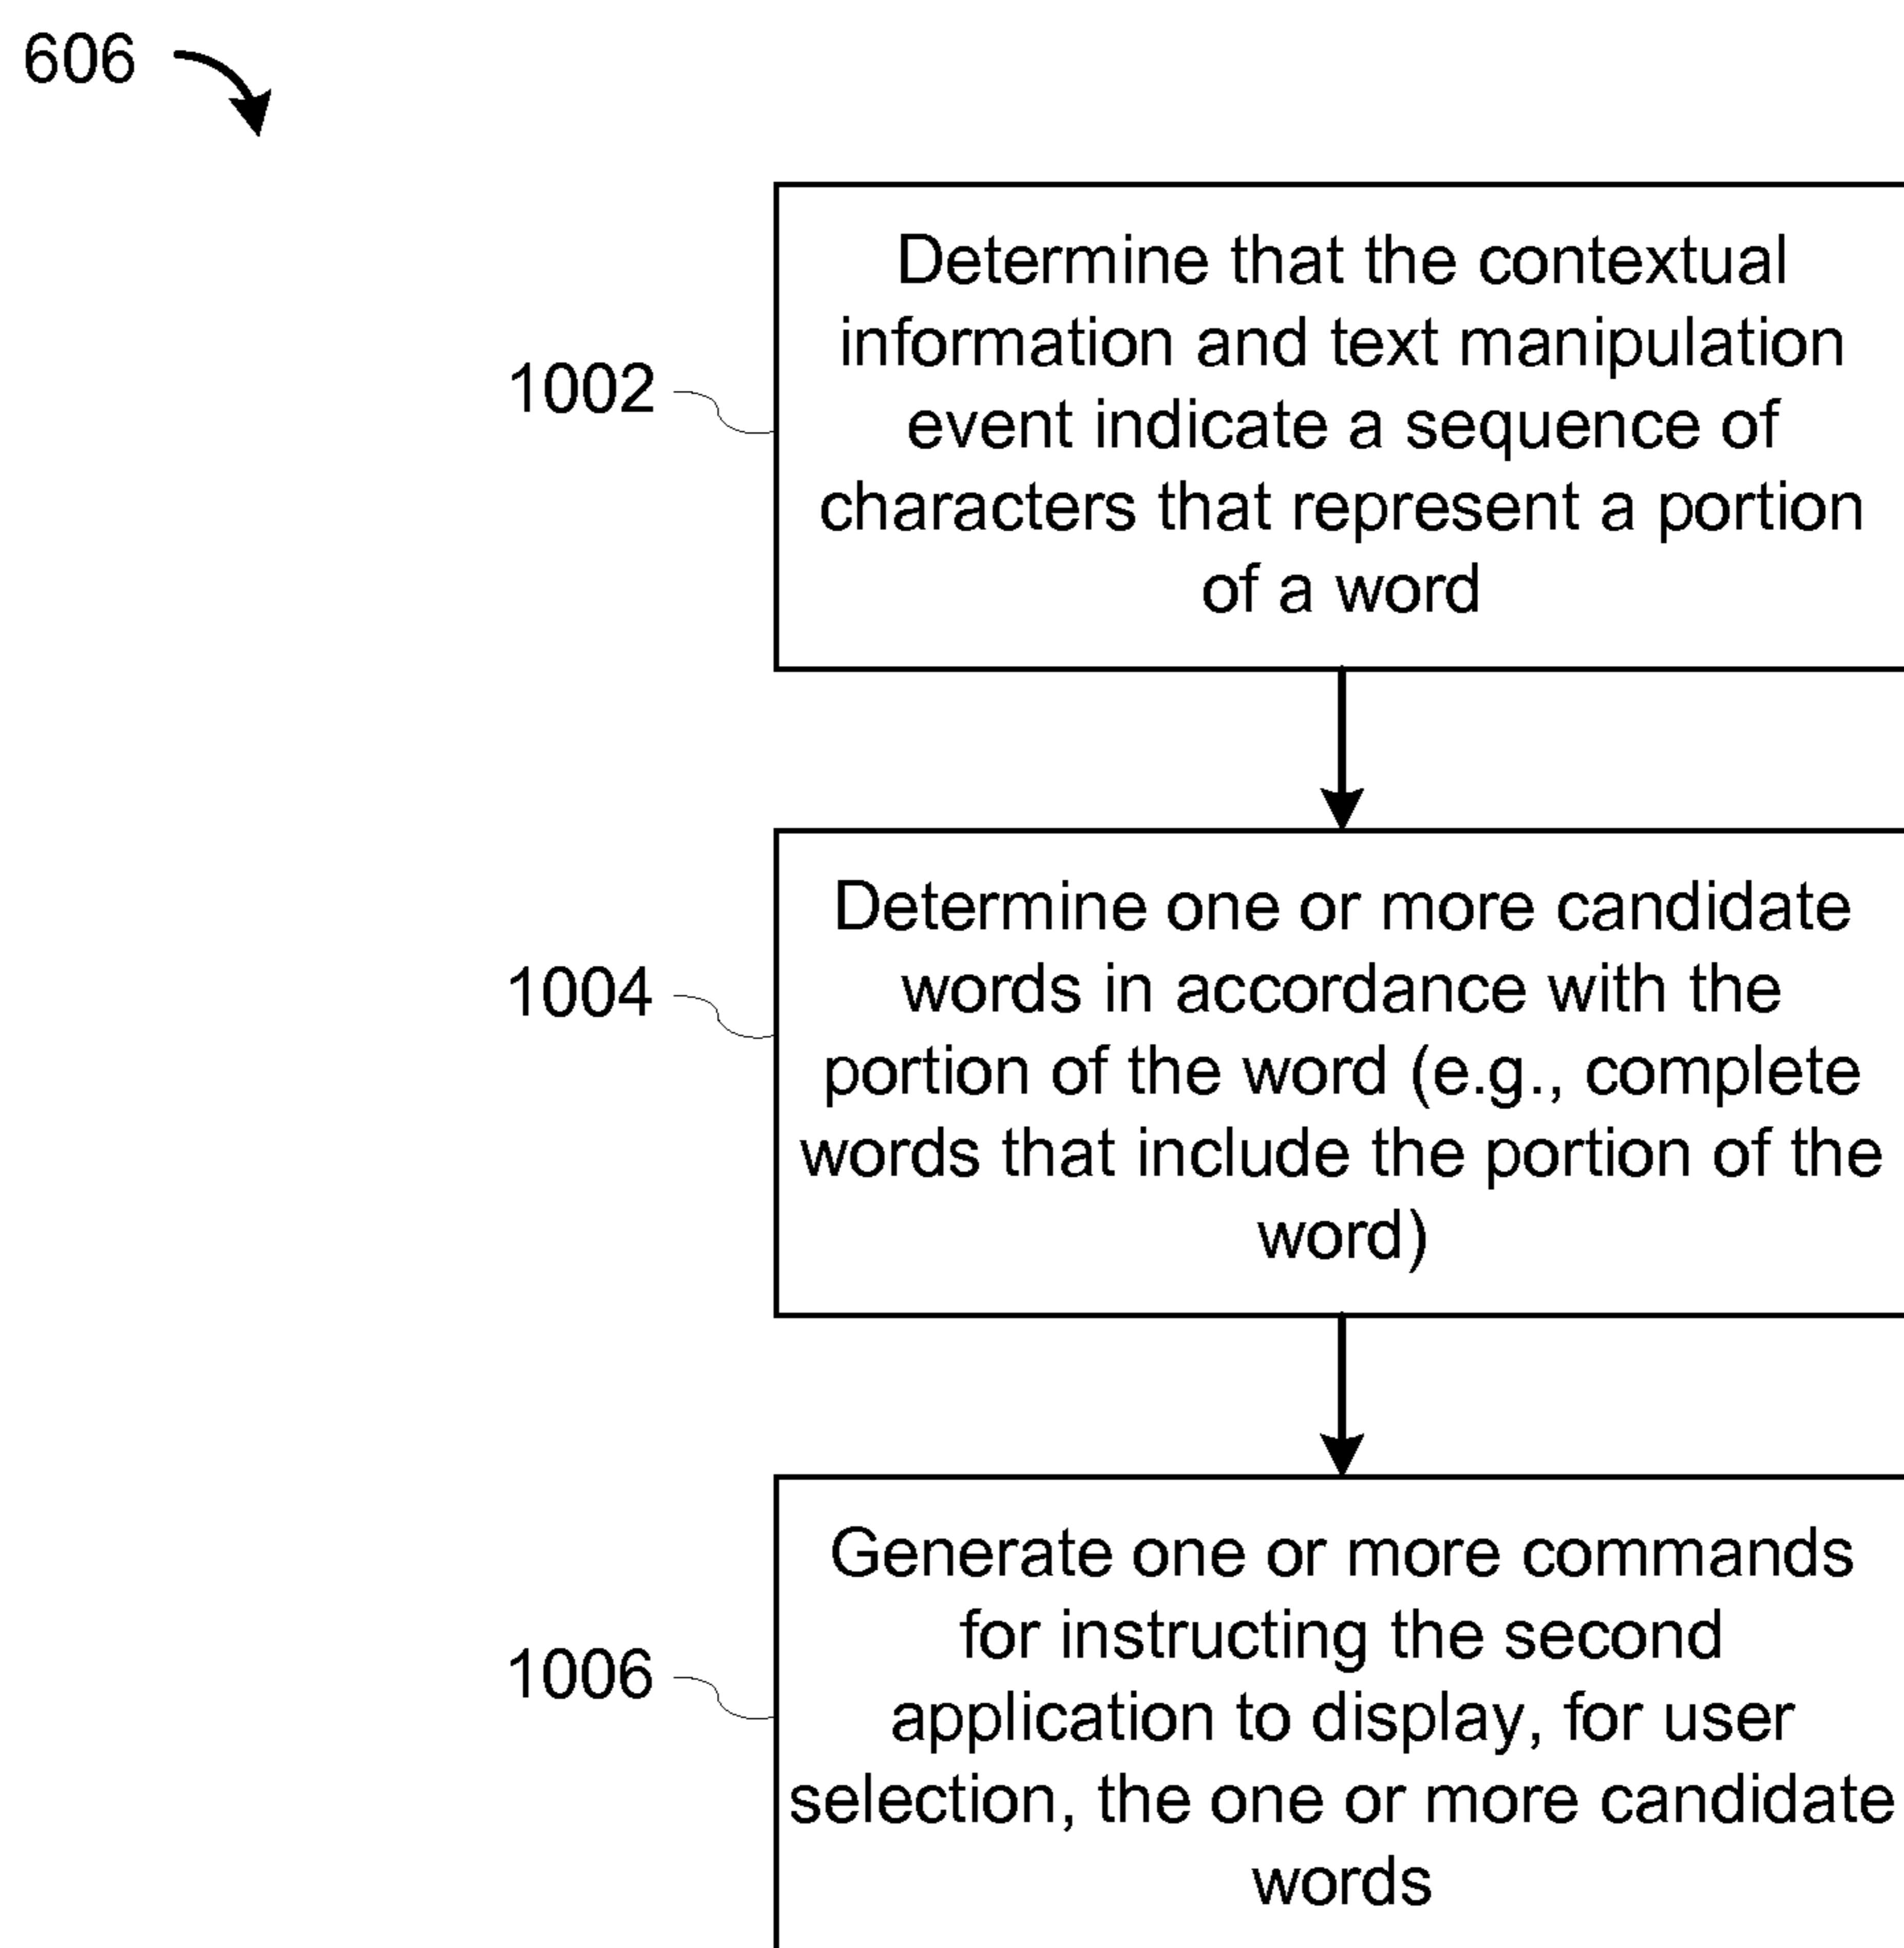 606
Determine that the contextual
information and text manipulation
1002
event indicate a sequence of
characters that represent a portion
of a word
Determine one or more candidate
1004
words in accordance with the
portion of the word (e.g., complete
words that include the portion of the
word)
Generate one or more commands
for instructing the second
1006
application to display, for user
selection, the one or more candidate
words